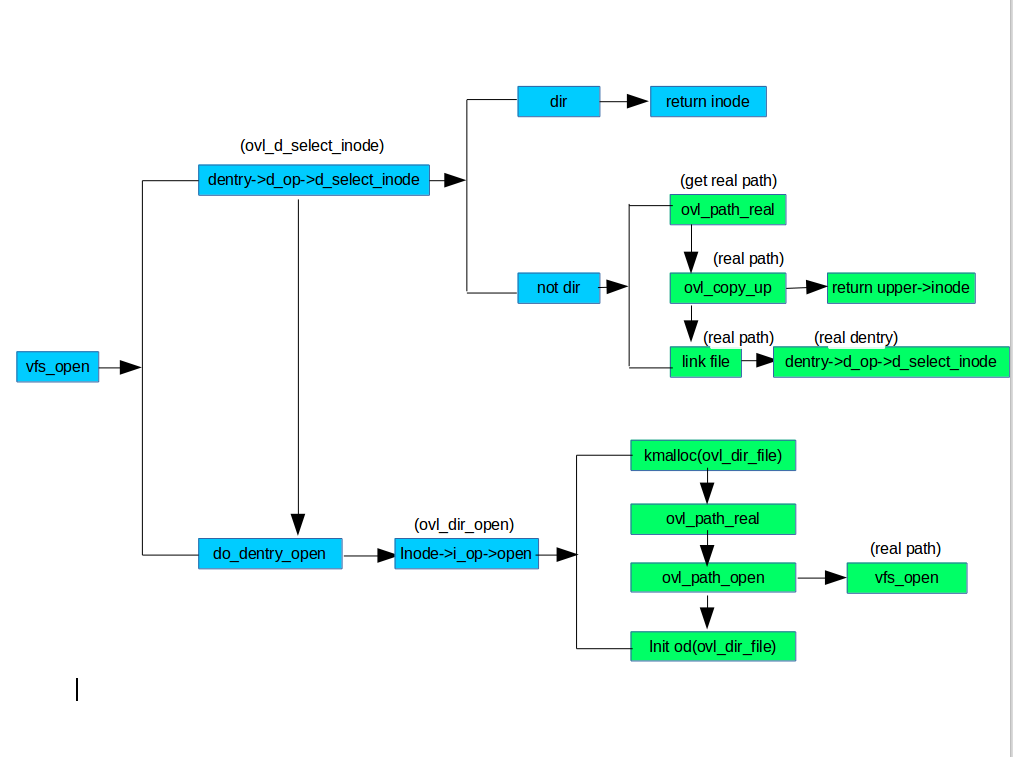 dir
return inode
(ovl_d_select_inode)
dentry->d_op->d_select_inode
(get real path)
ovl_path_real
(real path)
not dir
ovl_copy_up
return upper->inode
(real path)
(real dentry)
vfs_open
link file
dentry->d_op->d_select_inode
kmalloc(ovl_dir_file)
ovl_path_real
(ovl_dir_open)
do_dentry_open
Inode->i_op->open
(real path)
ovl_path_open
vfs_open
Init od(ovl_dir_file)